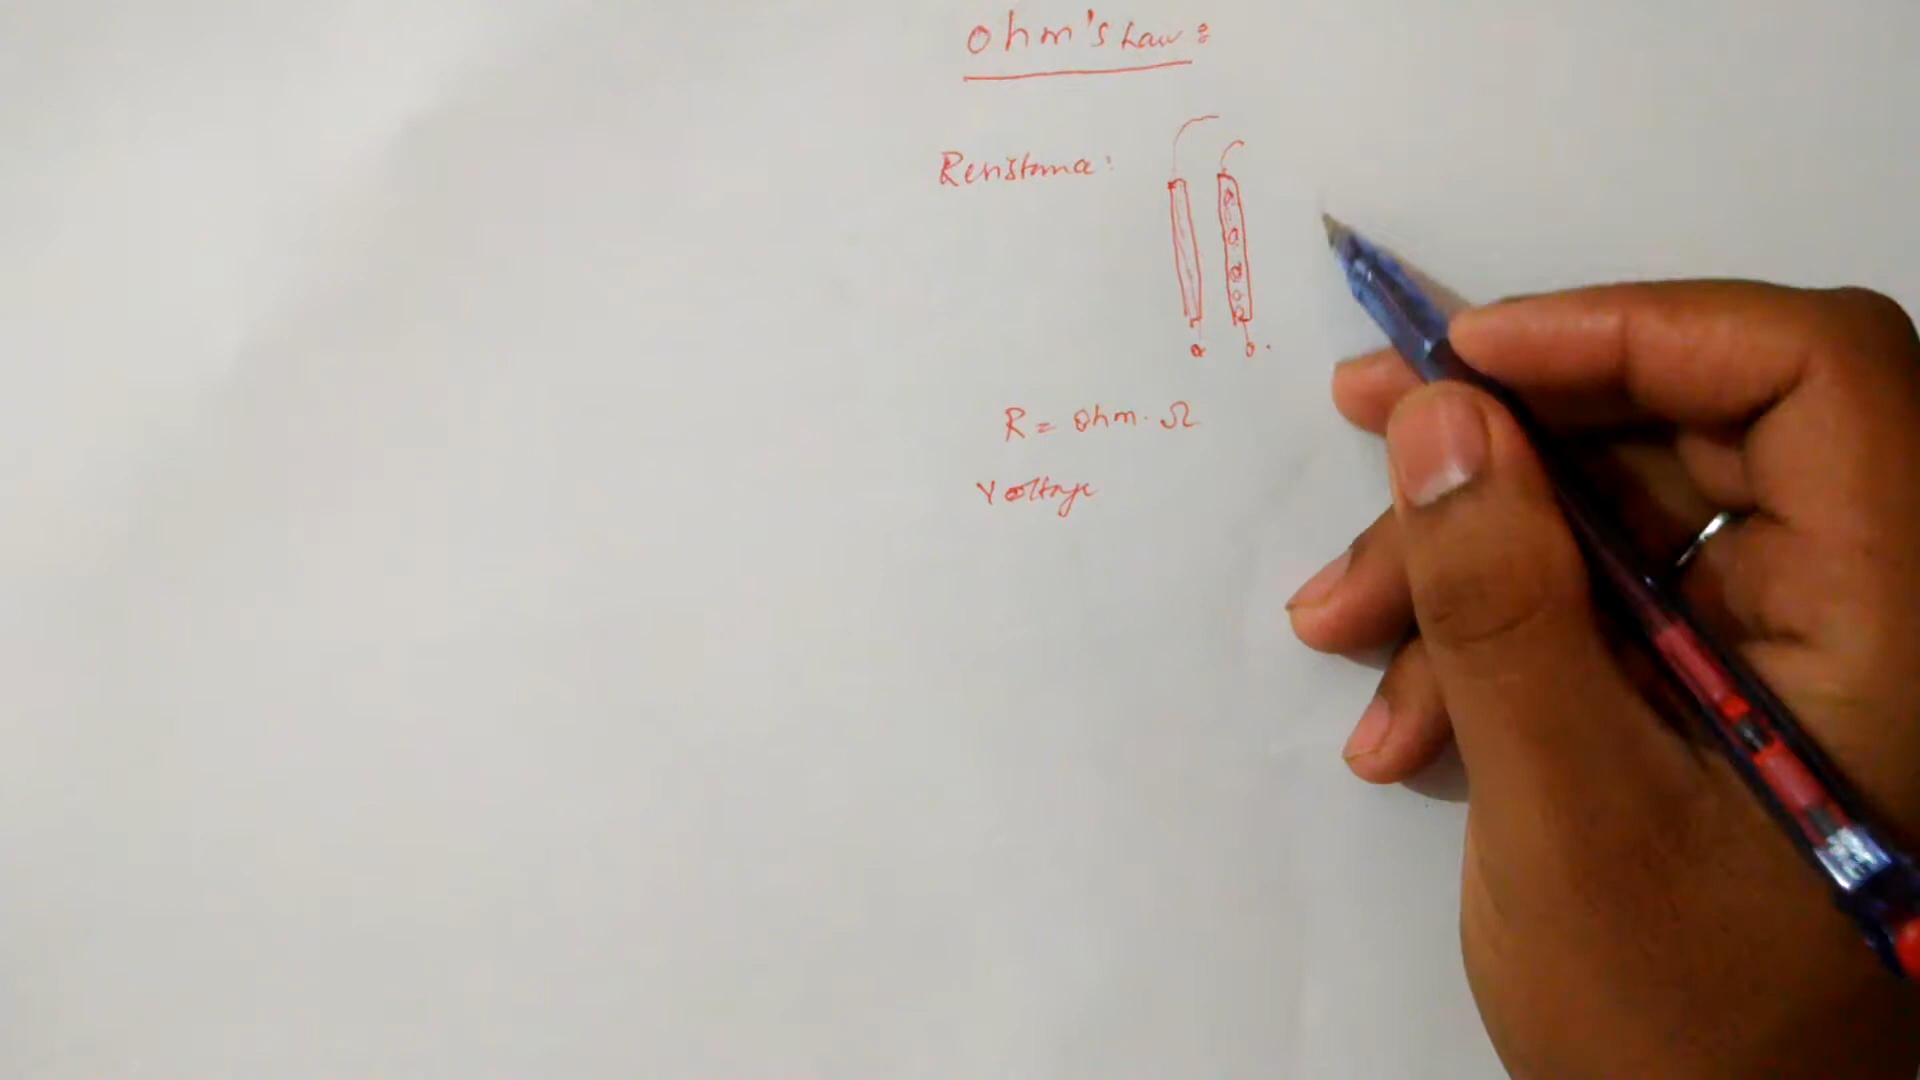 ohm's Law:
Resistance:
R = ohm. Ω
Voltage